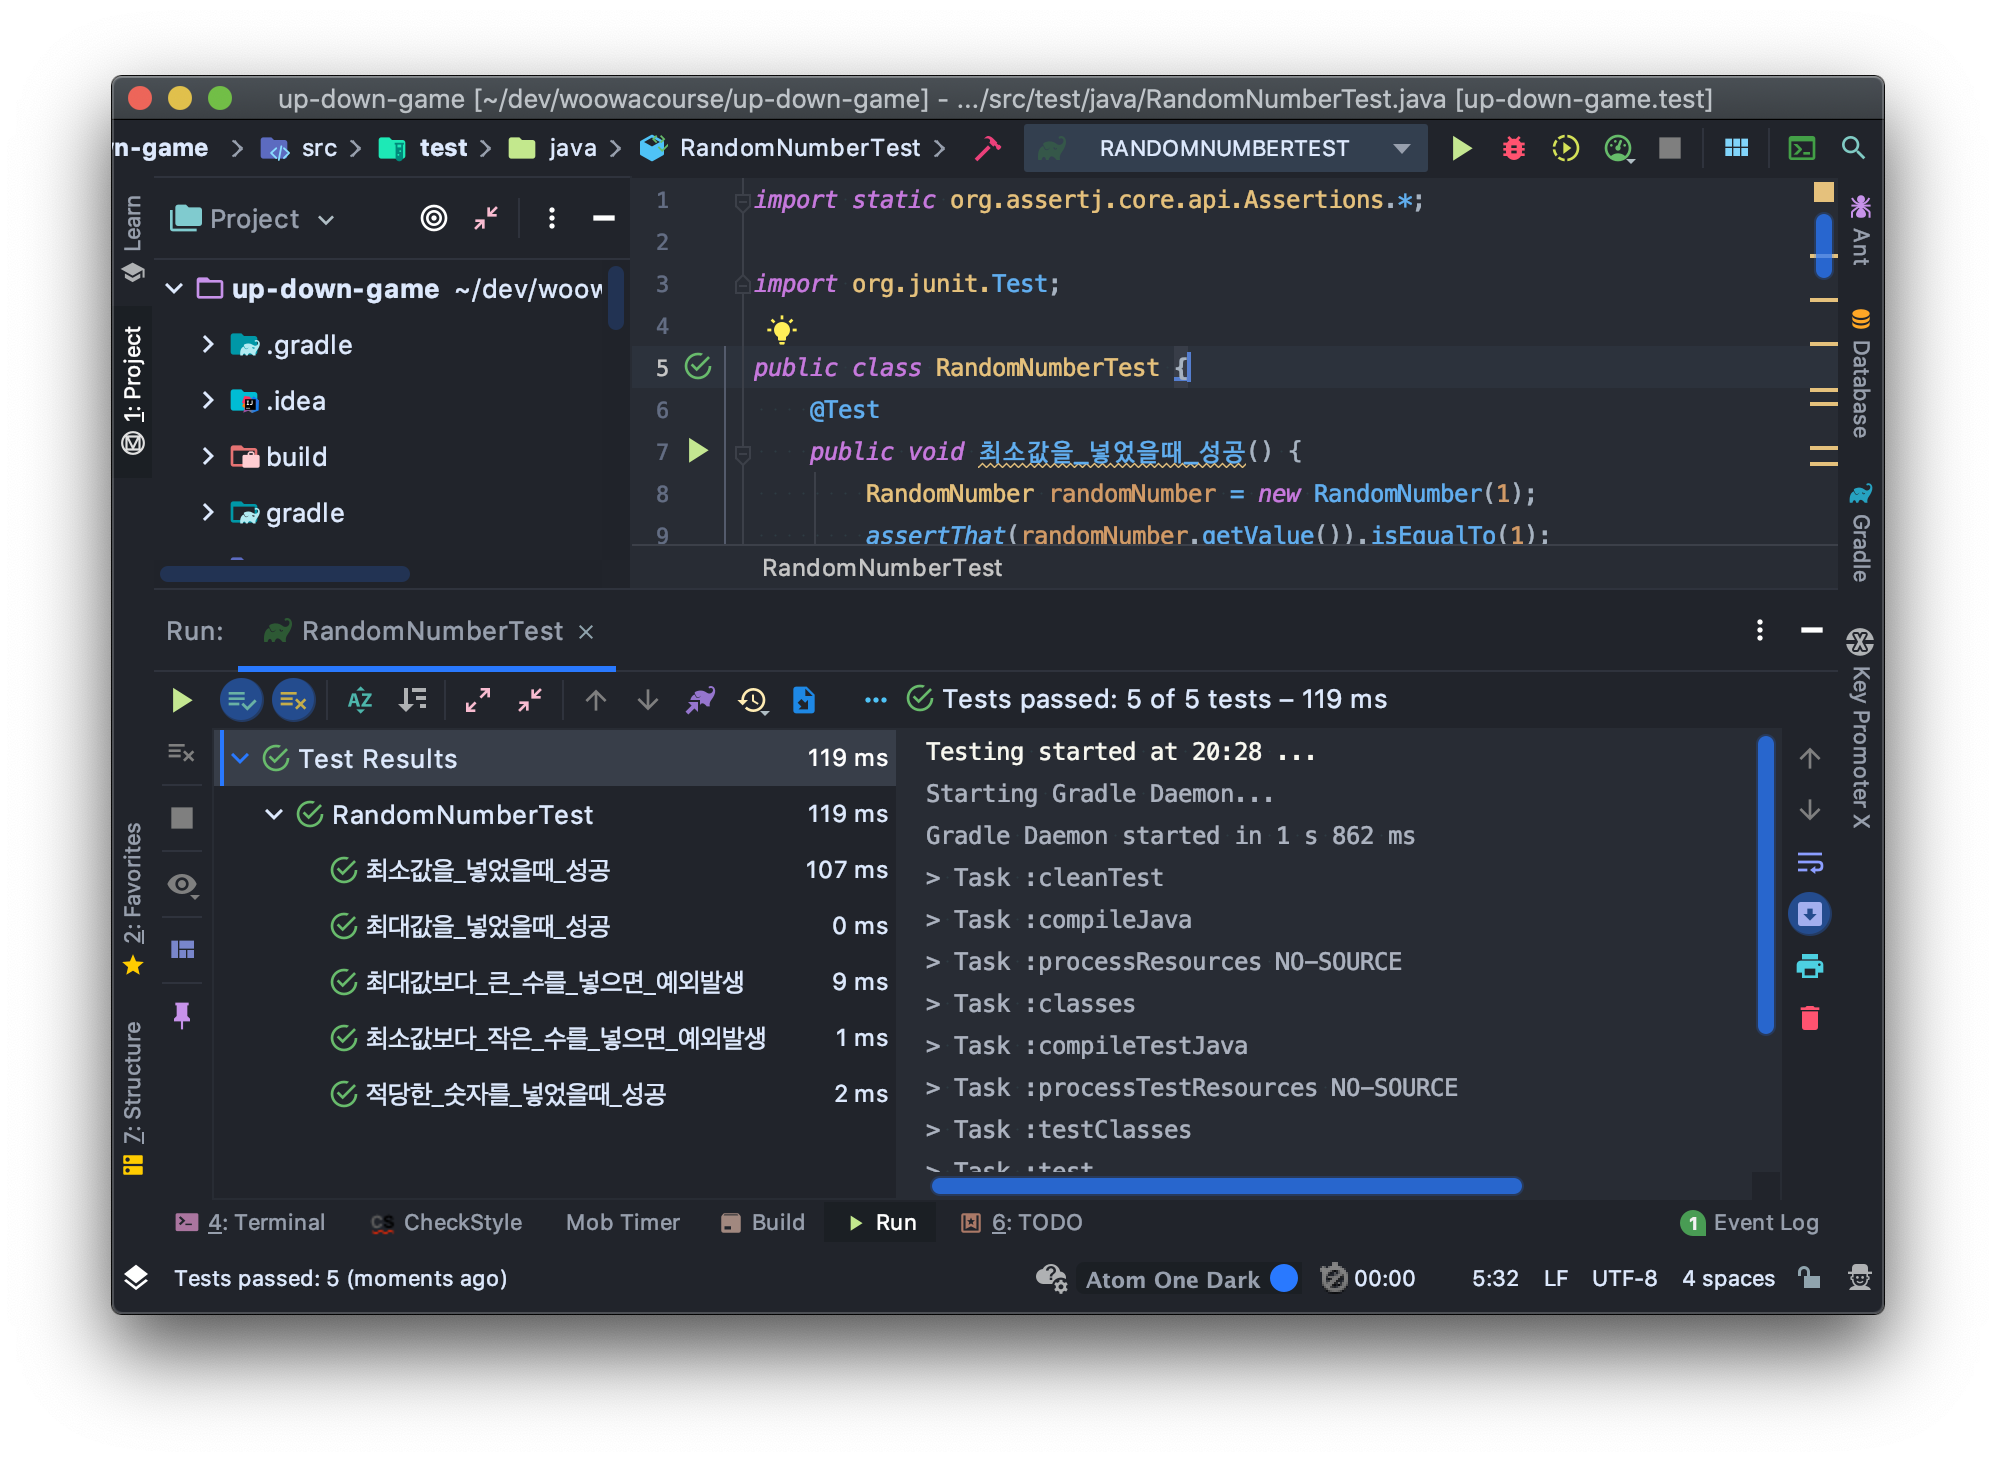 up-down-game [~/dev/woowacourse/up-down-game] - .../src/test/java/RandomNumberTest.java [up-down-game.test]
n-game src test java RandomNumberTest RANDOMNUMBERTEST
Learn
1: Project
2: Favorites
7: Structure
Project
up-down-game ~/dev/woow
.gradle
.idea
build
gradle
1 import static org.assertj.core.api.Assertions.*;
2
3 import org.junit.Test;
4
5 public class RandomNumberTest {
6 @Test
7 public void 최소값을_넣었을때_성공() {
8 RandomNumber randomNumber = new RandomNumber(1);
9 assertThat(randomNumber.getValue()).isEqualTo(1);
RandomNumberTest
Ant
Database
Gradle
Key Promoter X
Run: RandomNumberTest
Tests passed: 5 of 5 tests – 119 ms
Test Results 119 ms
RandomNumberTest 119 ms
최소값을_넣었을때_성공 107 ms
최대값을_넣었을때_성공 0 ms
최대값보다_큰_수를_넣으면_예외발생 9 ms
최소값보다_작은_수를_넣으면_예외발생 1 ms
적당한_숫자를_넣었을때_성공 2 ms
Testing started at 20:28 ...
Starting Gradle Daemon...
Gradle Daemon started in 1 s 862 ms
> Task :cleanTest
> Task :compileJava
> Task :processResources NO-SOURCE
> Task :classes
> Task :compileTestJava
> Task :processTestResources NO-SOURCE
> Task :testClasses
> Task :test
4: Terminal CS CheckStyle Mob Timer Build Run 6: TODO 1 Event Log
Tests passed: 5 (moments ago) Atom One Dark 00:00 5:32 LF UTF-8 4 spaces